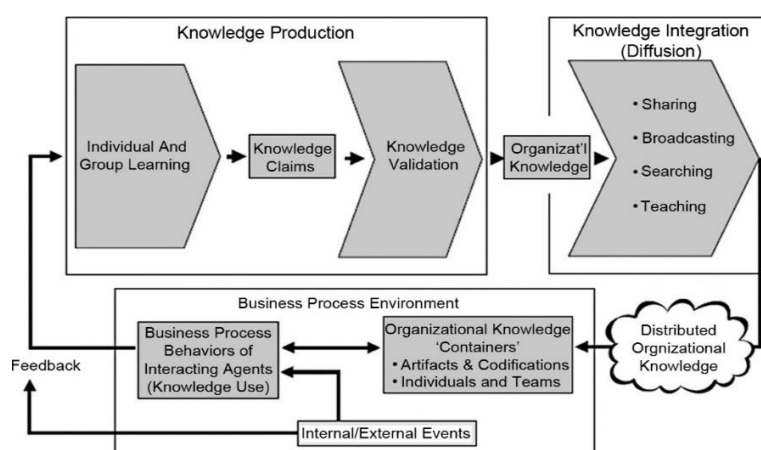 Knowledge Production
Individual And
Group Learning
Knowledge
Claims
Knowledge
Validation
Organizat'l
Knowledge
Knowledge Integration
(Diffusion)
• Sharing
• Broadcasting
• Searching
• Teaching
Business Process Environment
Business Process
Behaviors of
Interacting Agents
(Knowledge Use)
Organizational Knowledge
'Containers'
• Artifacts & Codifications
• Individuals and Teams
Distributed
Orgnizational
Knowledge
Feedback
Internal/External Events